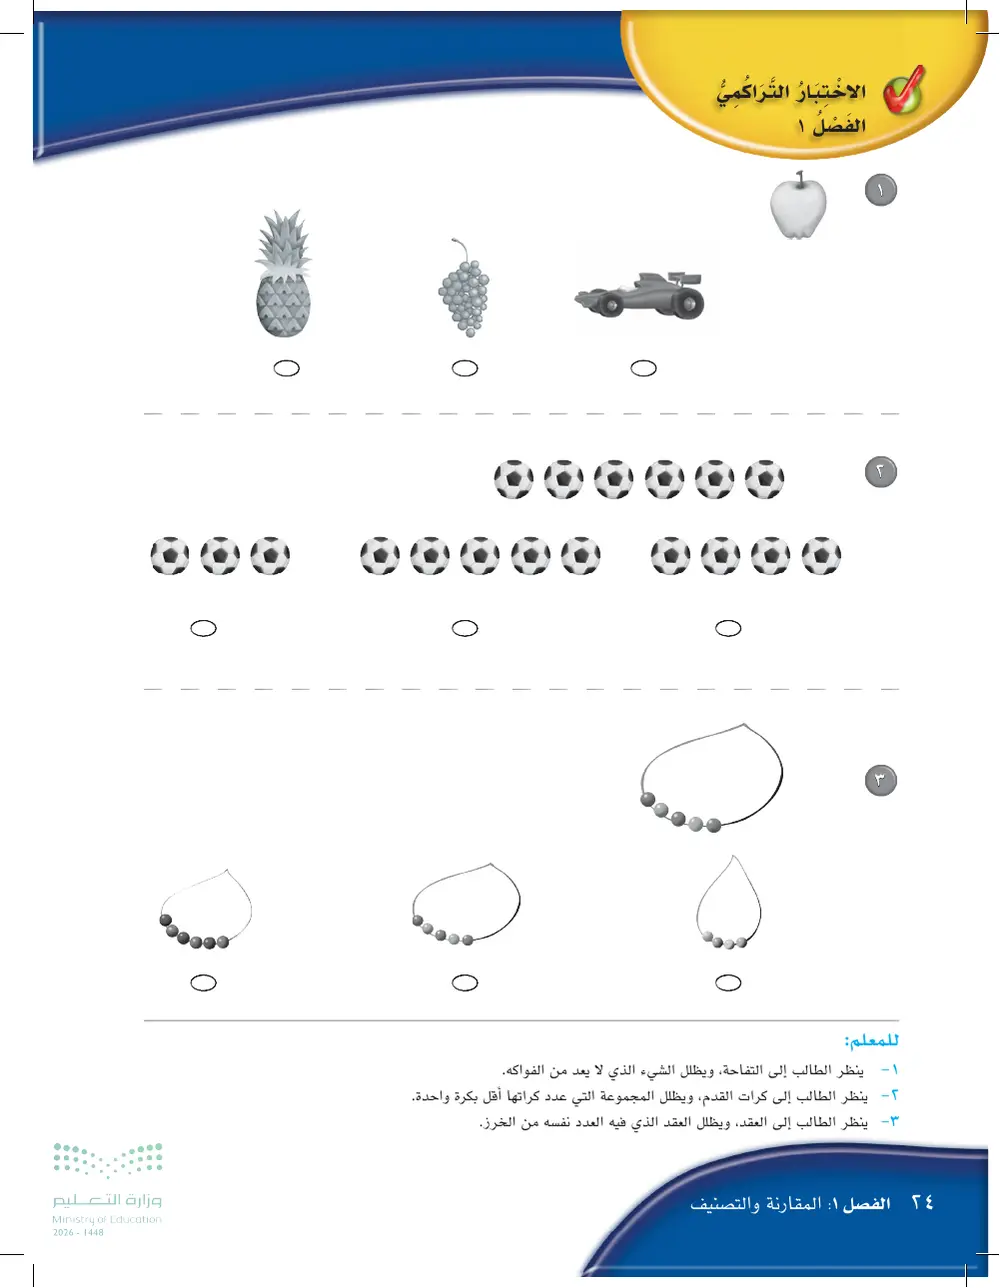 الاخْتِبَارُ التَّرَاكُمِيُّ
الفَصْلُ ١
١
٢
٣
للمعلم:
١- ينظر الطالب إلى التفاحة، ويظلل الشيء الذي لا يعد من الفواكه.
٢- ينظر الطالب إلى كرات القدم، ويظلل المجموعة التي عدد كراتها أقل بكرة واحدة.
٣- ينظر الطالب إلى العقد، ويظلل العقد الذي فيه العدد نفسه من الخرز.
٢٤ الفصل ١: المقارنة والتصنيف
وزارة التعـــليم
Ministry of Education
2026 - 1448